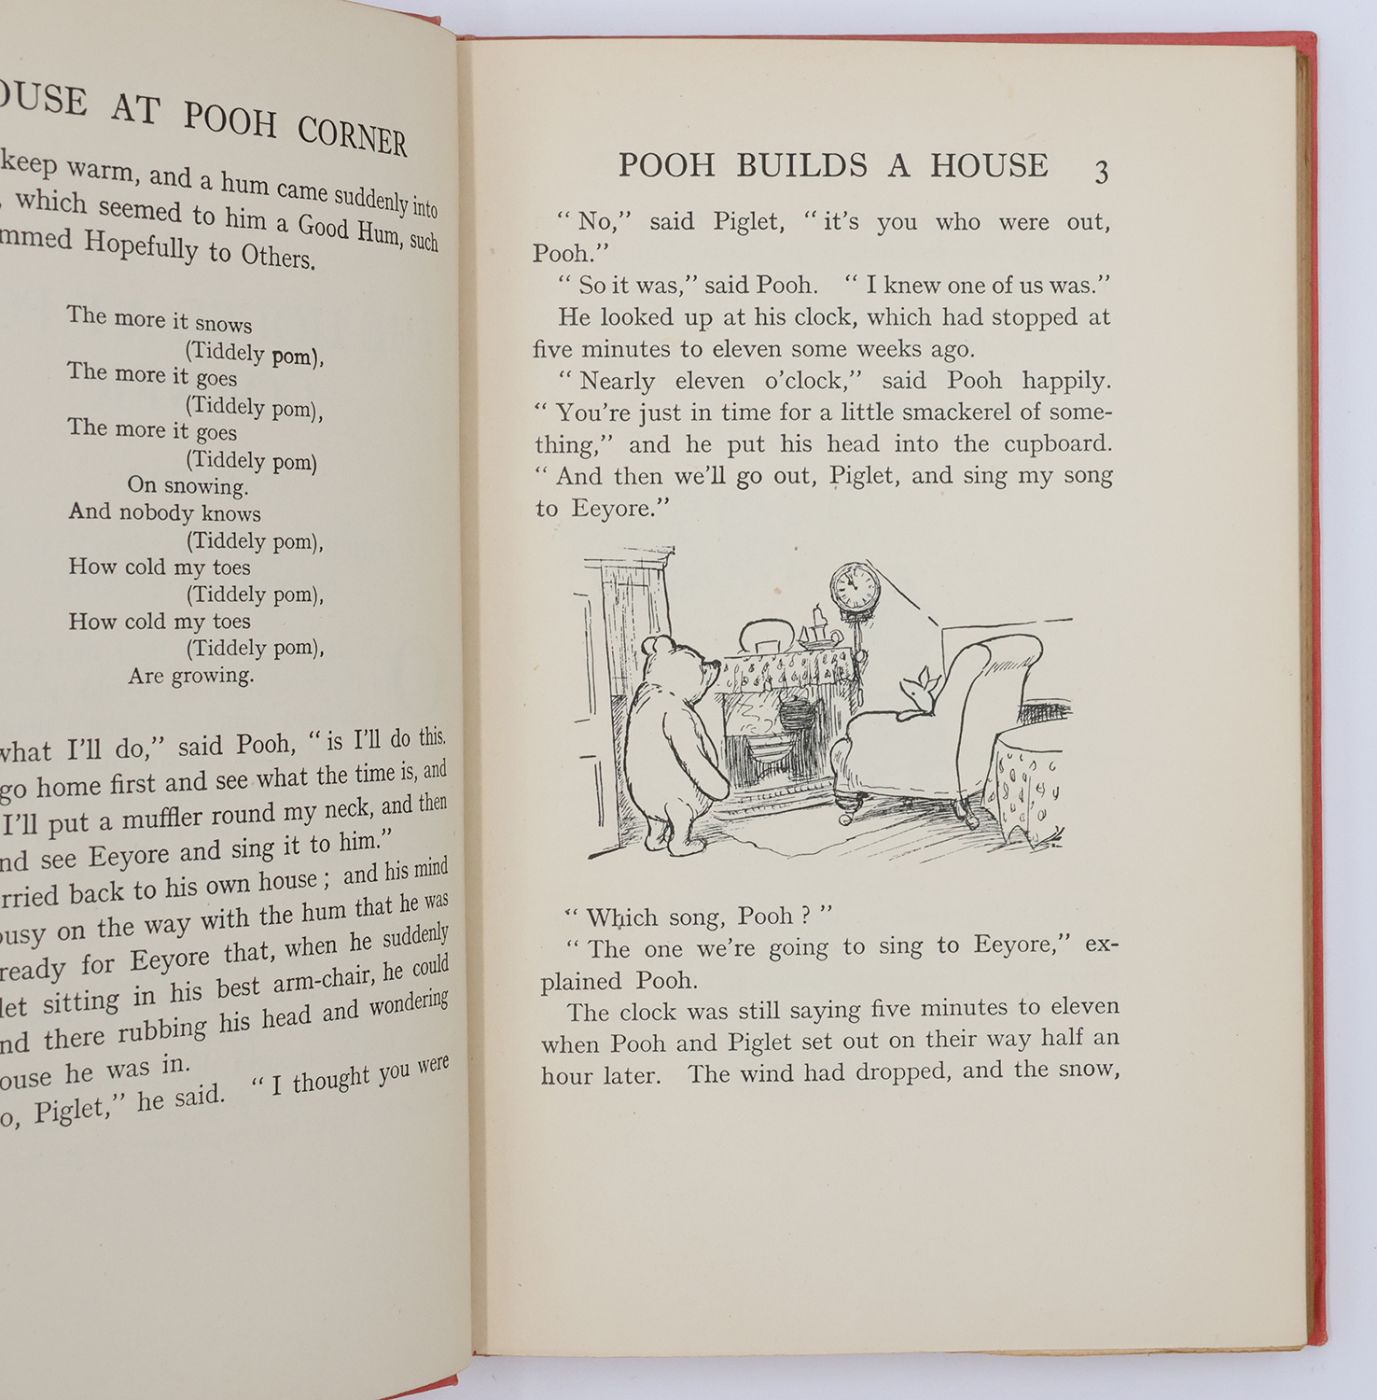 HOUSE AT POOH CORNER
keep warm, and a hum came suddenly into
, which seemed to him a Good Hum, such
Hopefully to Others.
The more it snows
(Tiddely pom),
The more it goes
(Tiddely pom),
The more it goes
(Tiddely pom)
On snowing.
And nobody knows
(Tiddely pom),
How cold my toes
(Tiddely pom),
How cold my toes
(Tiddely pom),
Are growing.
what I'll do,” said Pooh, “is I'll do this.
go home first and see what the time is, and
I'll put a muffler round my neck, and then
and see Eeyore and sing it to him.”
back to his own house ; and his mind
busy on the way with the hum that he was
ready for Eeyore that, when he suddenly
sitting in his best arm-chair, he could
and there rubbing his head and wondering
house he was in.
Piglet,” he said. “I thought you were
POOH BUILDS A HOUSE 3
“No,” said Piglet, “it's you who were out,
Pooh.”
“So it was,” said Pooh. “I knew one of us was.”
He looked up at his clock, which had stopped at
five minutes to eleven some weeks ago.
“Nearly eleven o'clock,” said Pooh happily.
“You're just in time for a little smackerel of some-
thing,” and he put his head into the cupboard.
“And then we'll go out, Piglet, and sing my song
to Eeyore.”
“Which song, Pooh ? ”
“The one we're going to sing to Eeyore,” ex-
plained Pooh.
The clock was still saying five minutes to eleven
when Pooh and Piglet set out on their way half an
hour later. The wind had dropped, and the snow,